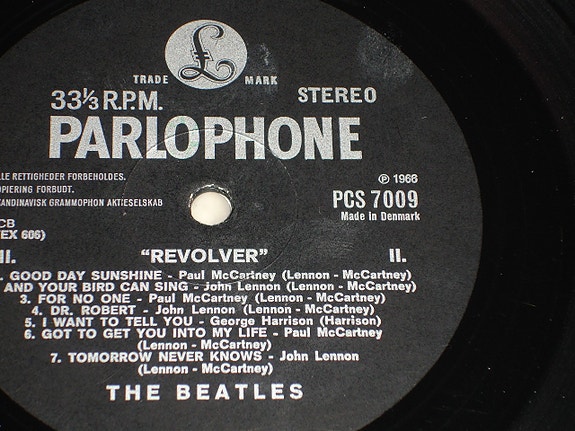 £
TRADE MARK
33⅓ R.P.M. STEREO
PARLOPHONE
LLE RETTIGHEDER FORBEHOLDES.
OPIERING FORBUDT.
KANDINAVISK GRAMMOPHON AKTIESELSKAB
℗ 1966
PCS 7009
Made in Denmark
CB
EX 606)
II. "REVOLVER" II.
. GOOD DAY SUNSHINE - Paul McCartney (Lennon - McCartney)
AND YOUR BIRD CAN SING - John Lennon (Lennon - McCartney)
3. FOR NO ONE - Paul McCartney (Lennon - McCartney)
4. DR. ROBERT - John Lennon (Lennon - McCartney)
5. I WANT TO TELL YOU - George Harrison (Harrison)
6. GOT TO GET YOU INTO MY LIFE - Paul McCartney
(Lennon - McCartney)
7. TOMORROW NEVER KNOWS - John Lennon
(Lennon - McCartney)
THE BEATLES